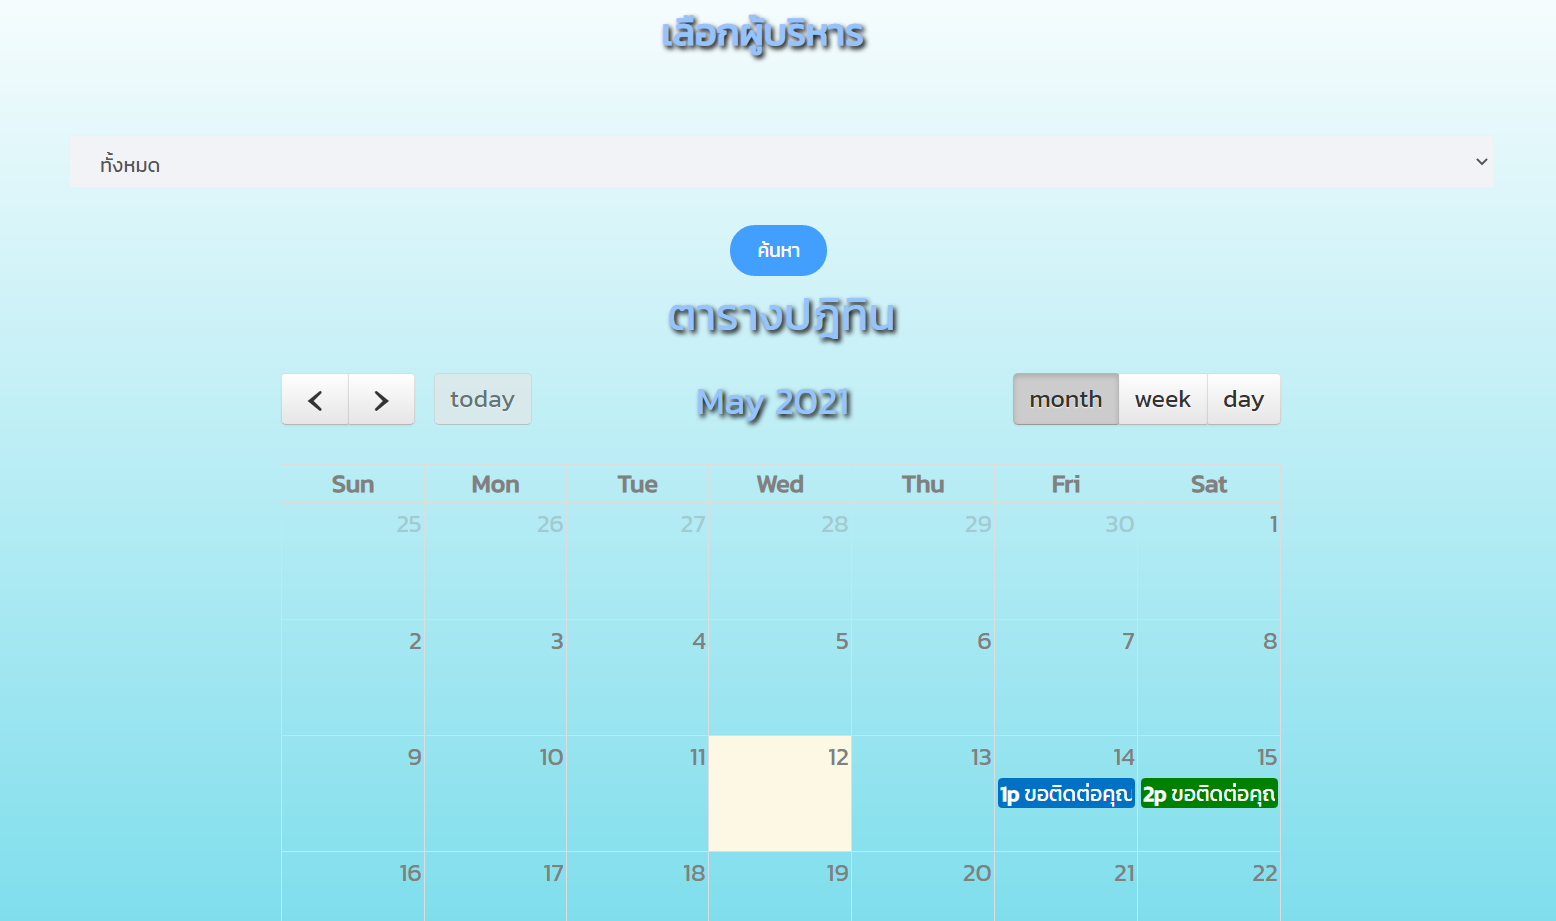 เลือกผู้บริหาร
ทั้งหมด
ค้นหา
ตารางปฏิทิน
today May 2021 month week day
Sun Mon Tue Wed Thu Fri Sat
25 26 27 28 29 30 1
2 3 4 5 6 7 8
9 10 11 12 13 14 15
1p ขอติดต่อคุณ 2p ขอติดต่อคุณ
16 17 18 19 20 21 22